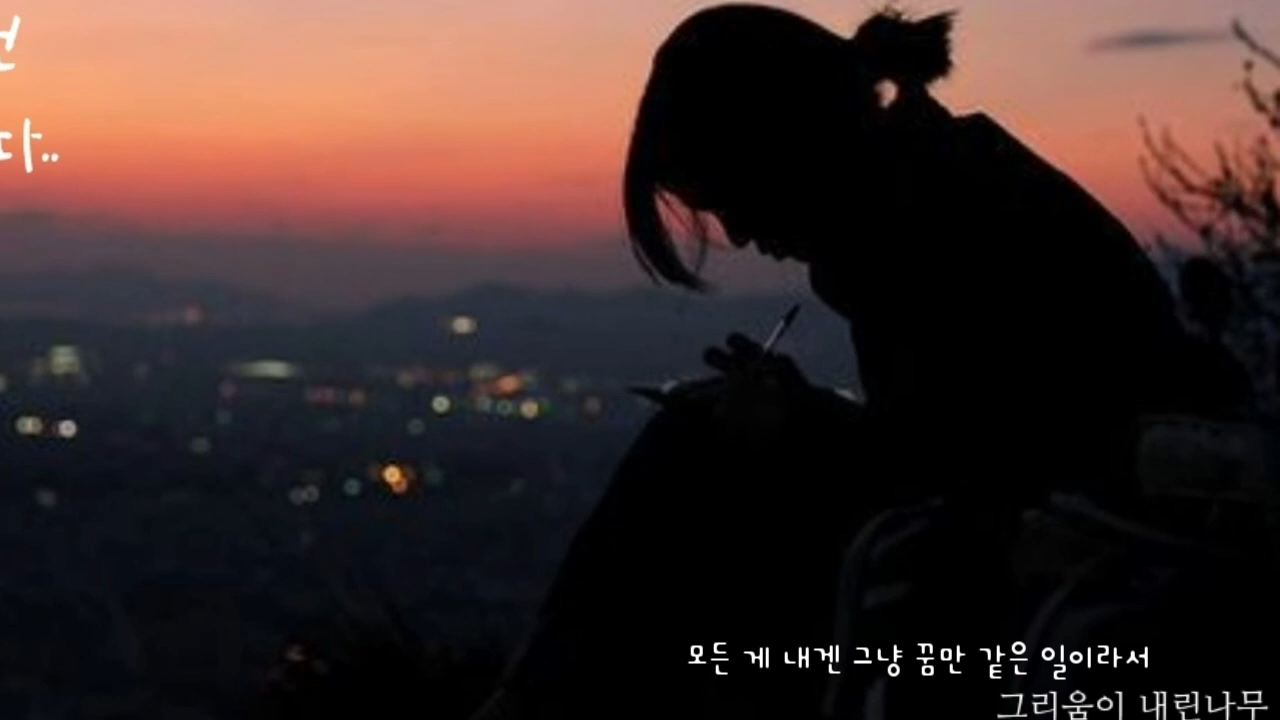 다..
모든 게 내겐 그냥 꿈만 같은 일이라서
그리움이 내린나무